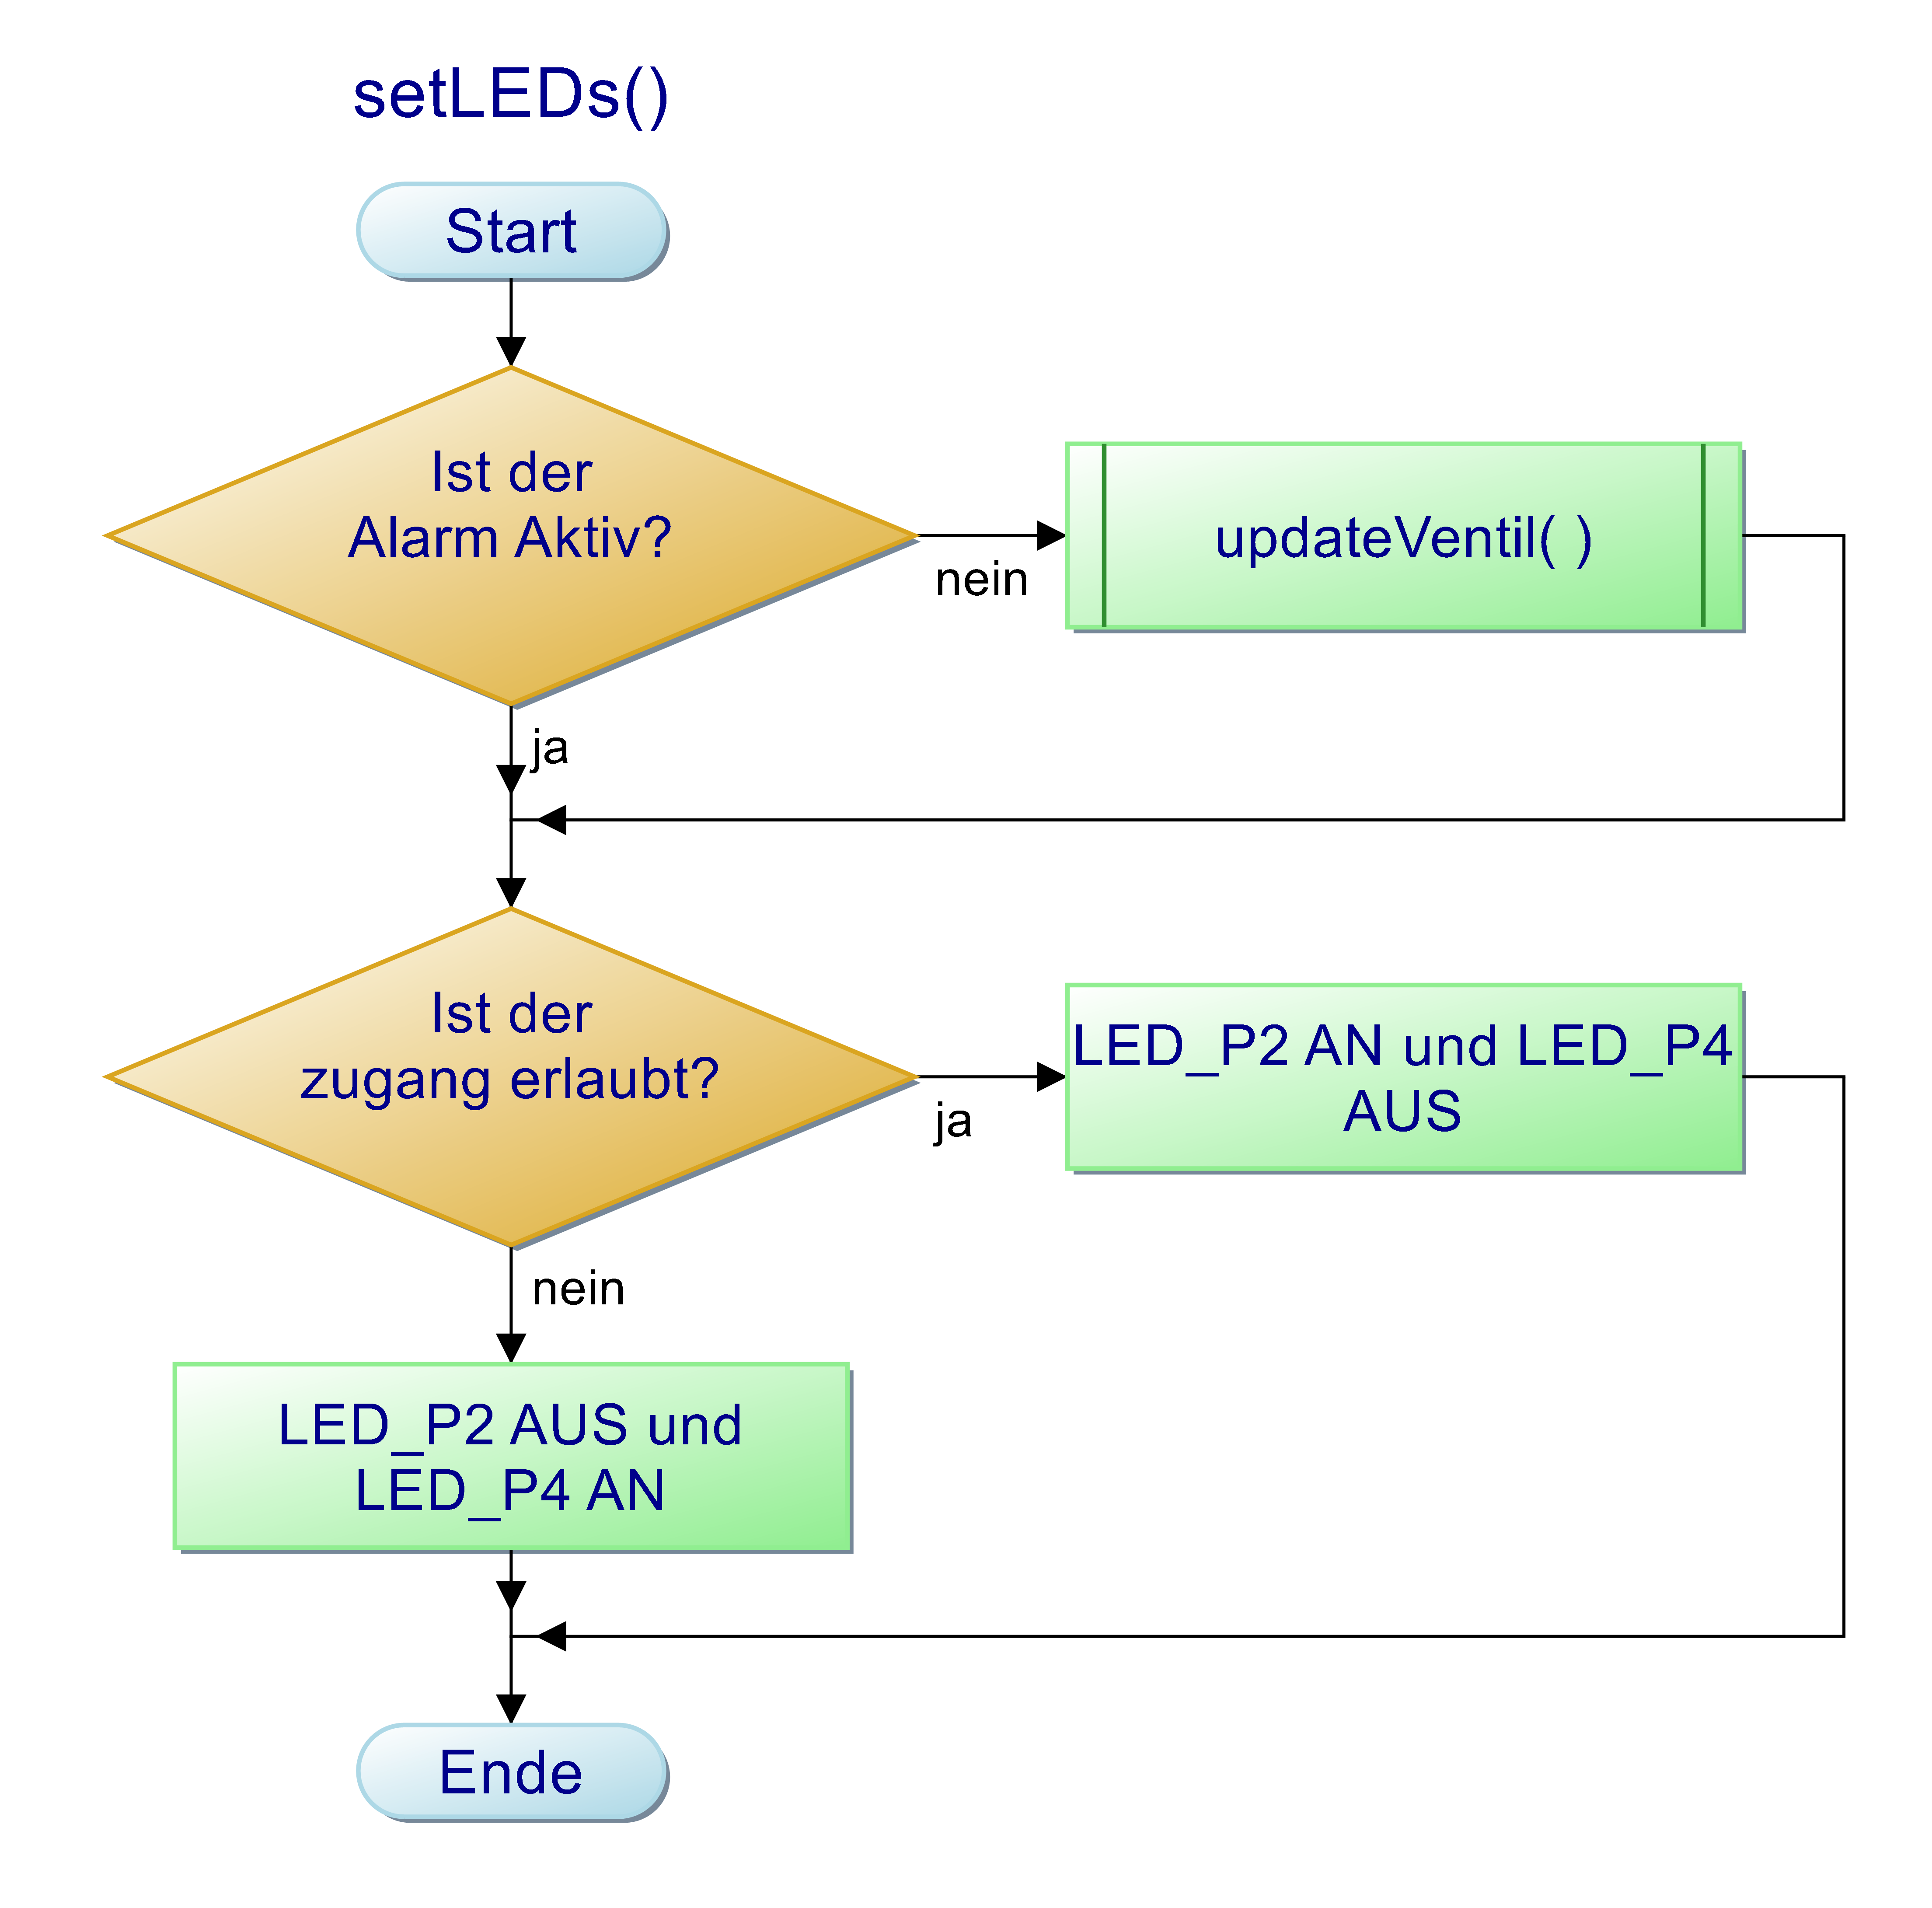 setLEDs()
Start
Ist der
Alarm Aktiv?
nein
updateVentil( )
ja
Ist der
zugang erlaubt?
ja
LED_P2 AN und LED_P4
AUS
nein
LED_P2 AUS und
LED_P4 AN
Ende